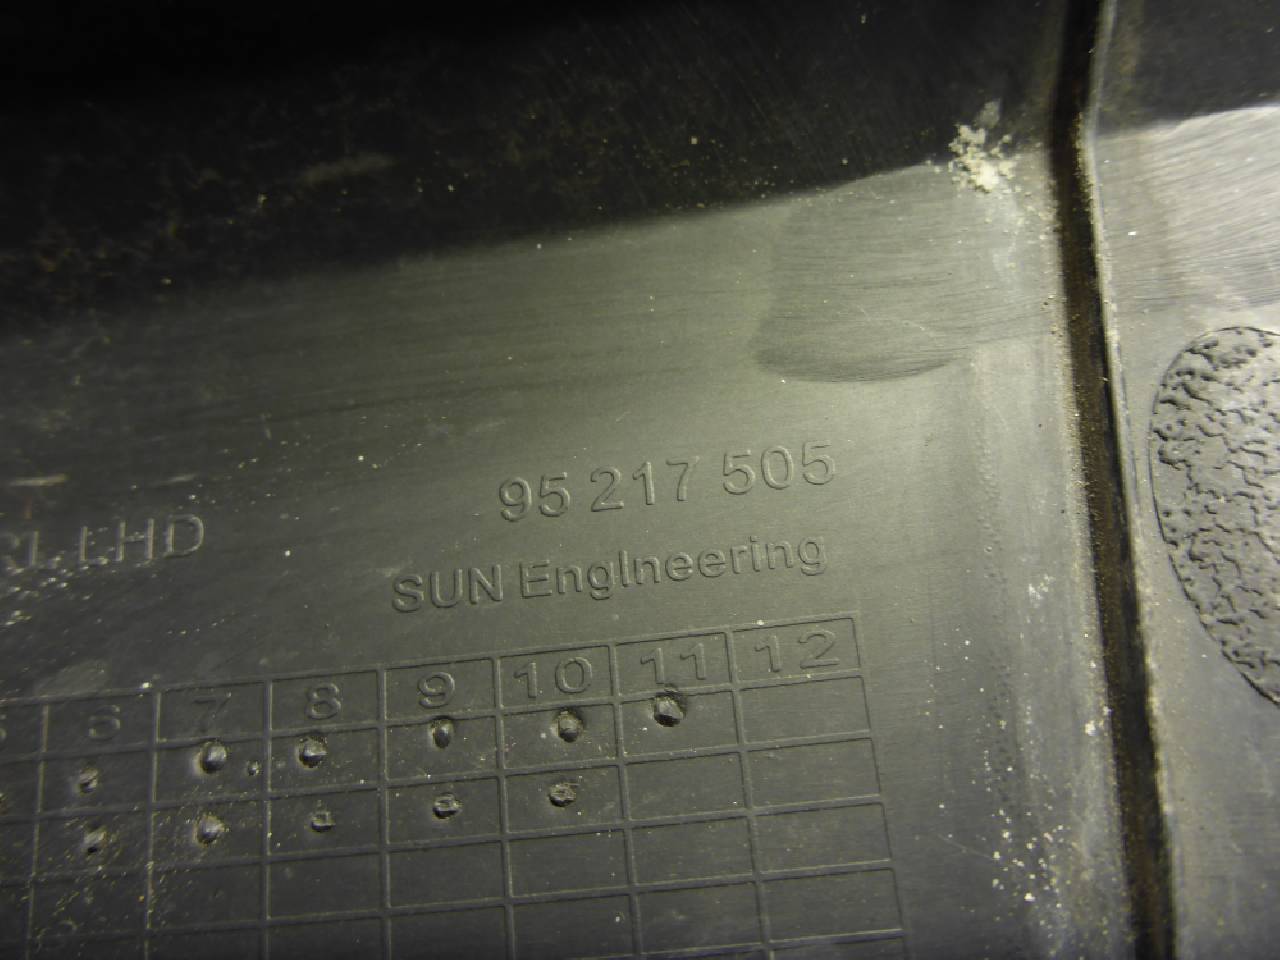 95 217 505
LHD
SUN Engineering
6 7 8 9 10 11 12